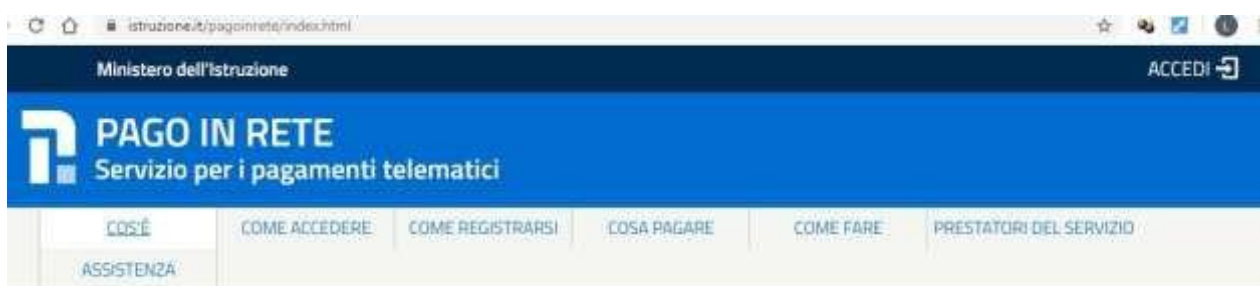 istruzione.it/pagoinrete/index.html
L
Ministero dell'Istruzione
ACCEDI
PAGO IN RETE
Servizio per i pagamenti telematici
COS'È
COME ACCEDERE
COME REGISTRARSI
COSA PAGARE
COME FARE
PRESTATORI DEL SERVIZIO
ASSISTENZA